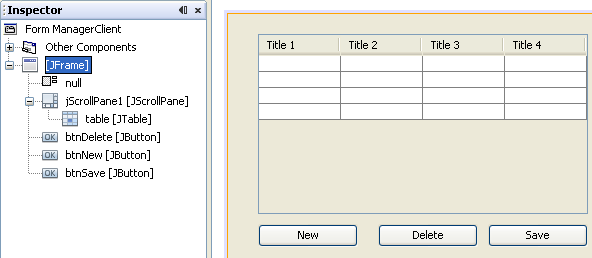 Inspector
Form ManagerClient
Other Components
[JFrame]
null
jScrollPane1 [JScrollPane]
table [JTable]
btnDelete [JButton]
btnNew [JButton]
btnSave [JButton]
Title 1 Title 2 Title 3 Title 4
New Delete Save